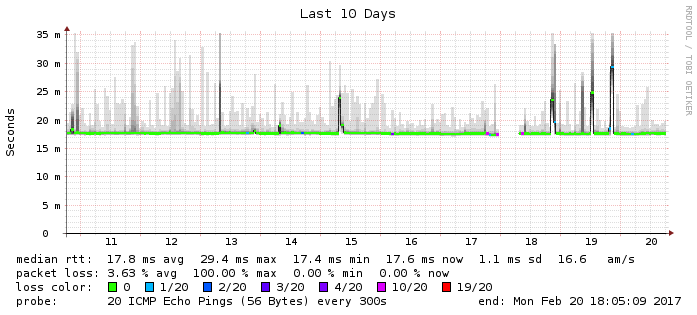 Last 10 Days
RRDTOOL / TOBI OETIKER
Seconds
35 m
30 m
25 m
20 m
15 m
10 m
5 m
0
11 12 13 14 15 16 17 18 19 20
median rtt: 17.8 ms avg 29.4 ms max 17.4 ms min 17.6 ms now 1.1 ms sd 16.6 am/s
packet loss: 3.63 % avg 100.00 % max 0.00 % min 0.00 % now
loss color: 0 1/20 2/20 3/20 4/20 10/20 19/20
probe: 20 ICMP Echo Pings (56 Bytes) every 300s end: Mon Feb 20 18:05:09 2017